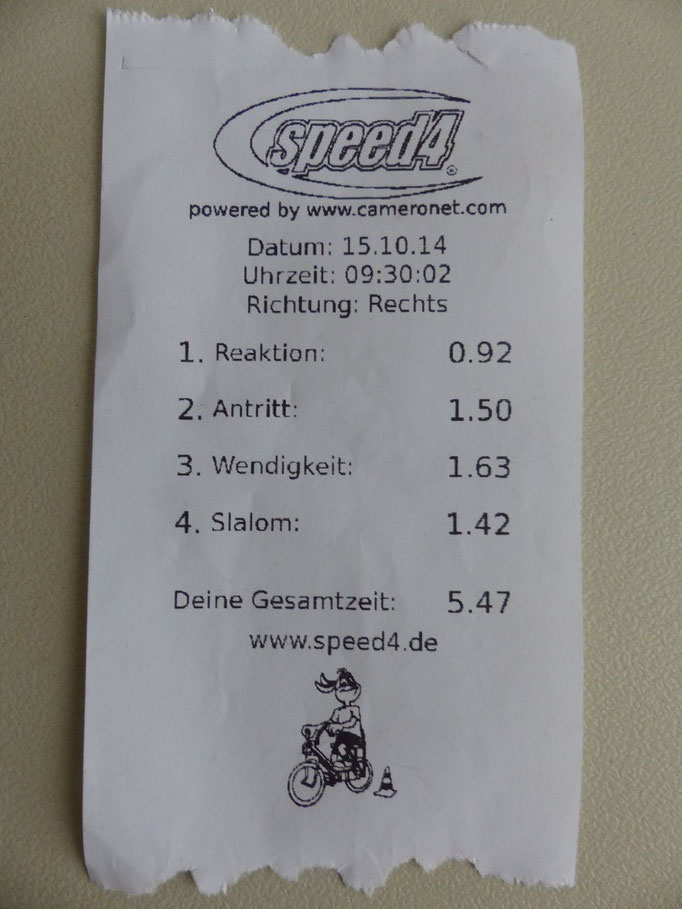 speed4®
powered by www.cameronet.com
Datum: 15.10.14
Uhrzeit: 09:30:02
Richtung: Rechts
1. Reaktion: 0.92
2. Antritt: 1.50
3. Wendigkeit: 1.63
4. Slalom: 1.42
Deine Gesamtzeit: 5.47
www.speed4.de